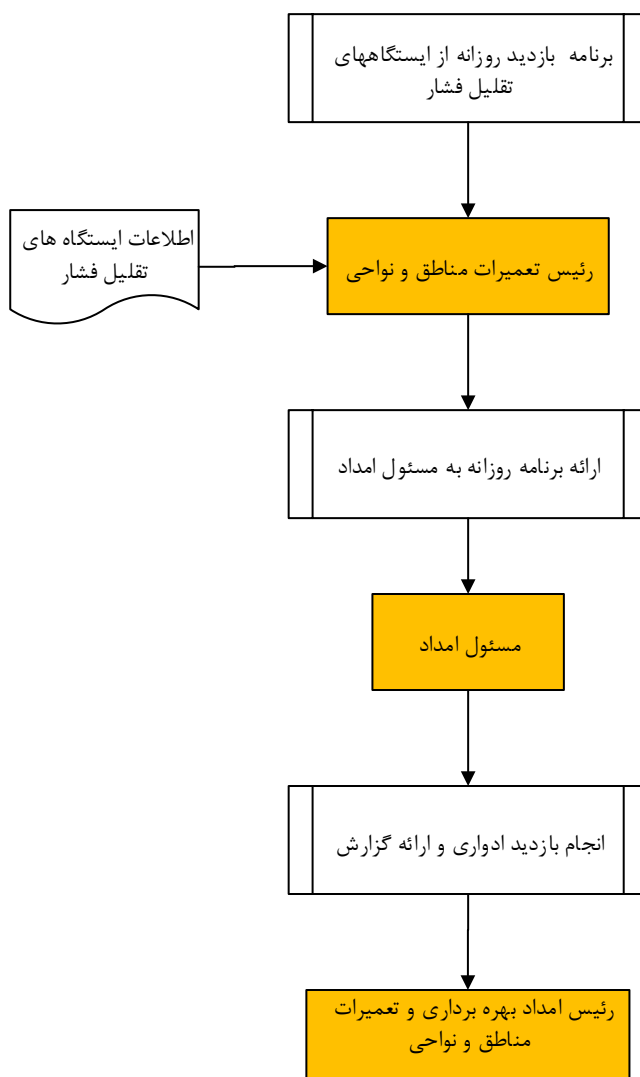 برنامه بازدید روزانه از ایستگاههای
تقلیل فشار
اطلاعات ایستگاه های
تقلیل فشار
رئیس تعمیرات مناطق و نواحی
ارائه برنامه روزانه به مسئول امداد
مسئول امداد
انجام بازدید ادواری و ارائه گزارش
رئیس امداد بهره برداری و تعمیرات
مناطق و نواحی